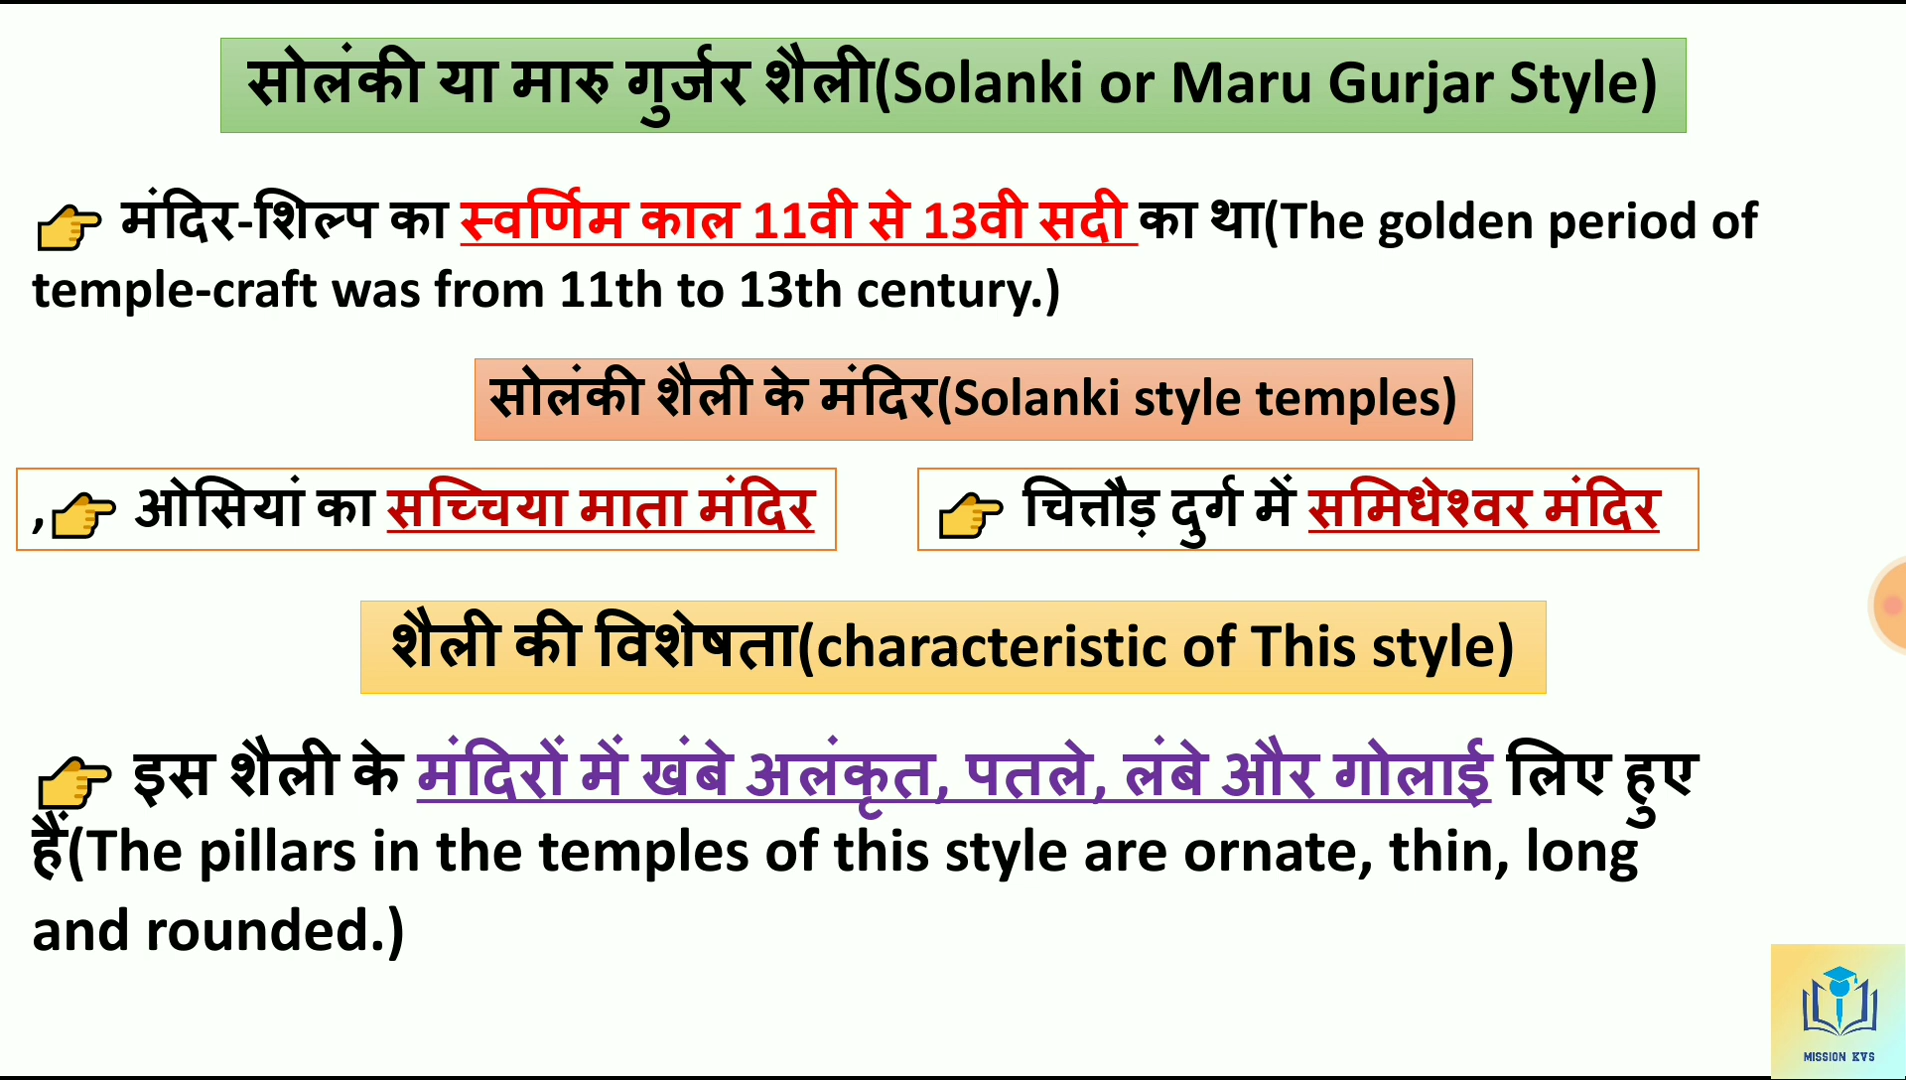 सोलंकी या मारु गुर्जर शैली(Solanki or Maru Gurjar Style)
👉 मंदिर-शिल्प का स्वर्णिम काल 11वी से 13वी सदी का था(The golden period of
temple-craft was from 11th to 13th century.)
सोलंकी शैली के मंदिर(Solanki style temples)
,👉 ओसियां का सच्चिया माता मंदिर
👉 चित्तौड़ दुर्ग में समिधेश्वर मंदिर
शैली की विशेषता(characteristic of This style)
👉 इस शैली के मंदिरों में खंबे अलंकृत, पतले, लंबे और गोलाई लिए हुए
हैं(The pillars in the temples of this style are ornate, thin, long
and rounded.)
MISSION KVS